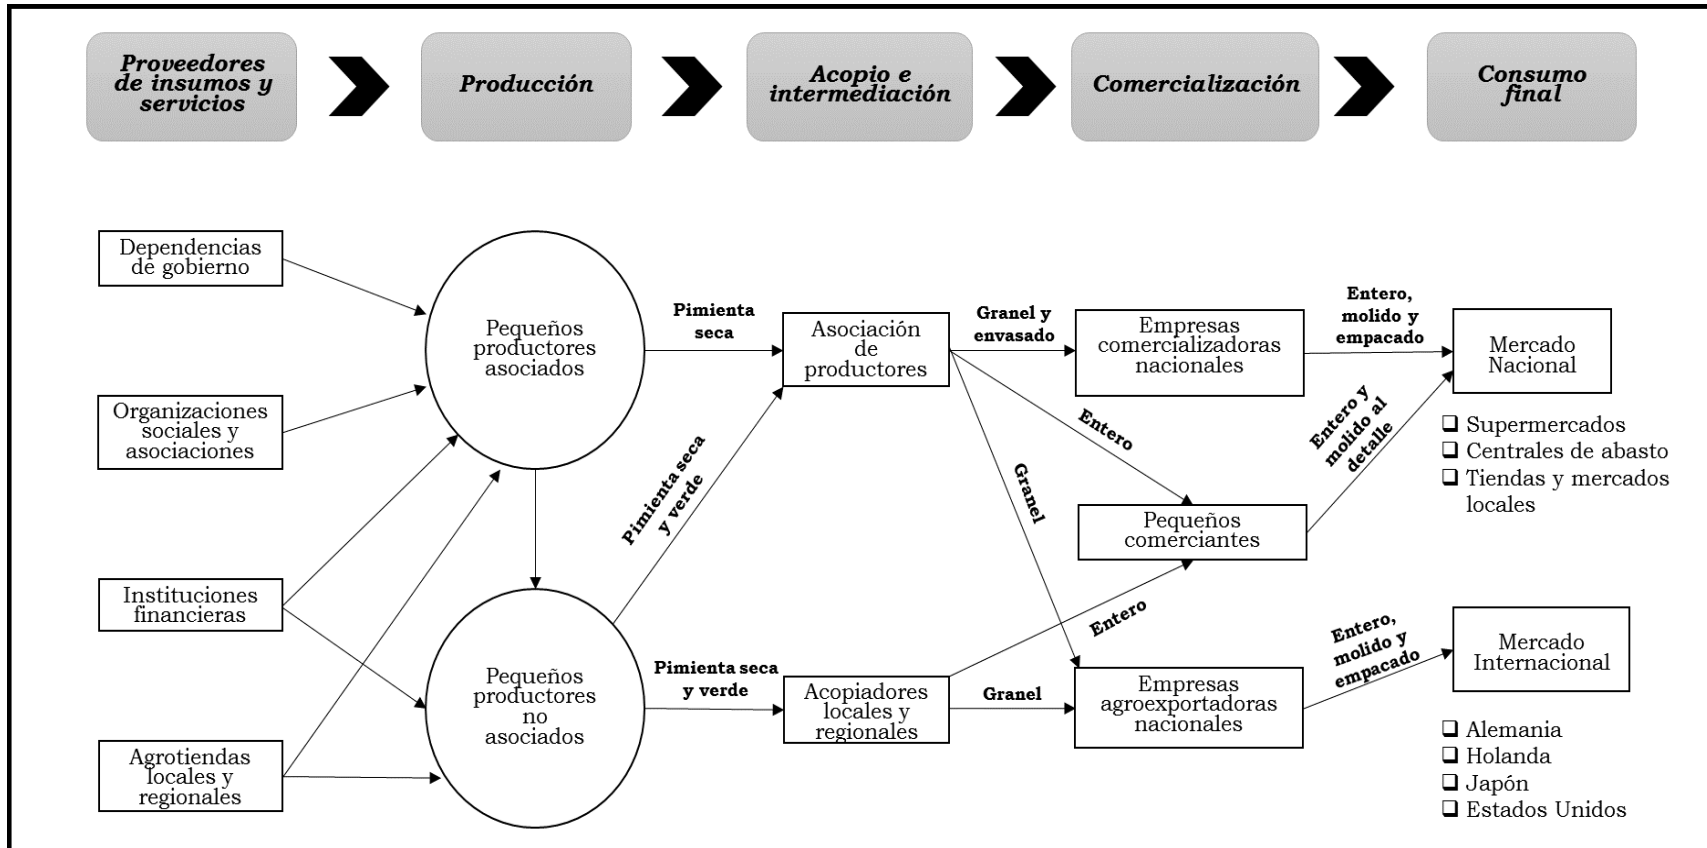 Proveedores
de insumos y
servicios
Producción
Acopio e
intermediación
Comercialización
Consumo
final
Dependencias
de gobierno
Organizaciones
sociales y
asociaciones
Instituciones
financieras
Agrotiendas
locales y
regionales
Pequeños
productores
asociados
Pequeños
productores
no
asociados
Pimienta
seca
Pimienta seca
y verde
Pimienta seca
y verde
Asociación
de
productores
Acopiadores
locales y
regionales
Granel y
envasado
Entero
Granel
Entero
Granel
Empresas
comercializadoras
nacionales
Pequeños
comerciantes
Empresas
agroexportadoras
nacionales
Entero,
molido y
empacado
Entero y
molido al
detalle
Entero,
molido y
empacado
Mercado
Nacional
❑ Supermercados
❑ Centrales de abasto
❑ Tiendas y mercados
locales
Mercado
Internacional
❑ Alemania
❑ Holanda
❑ Japón
❑ Estados Unidos